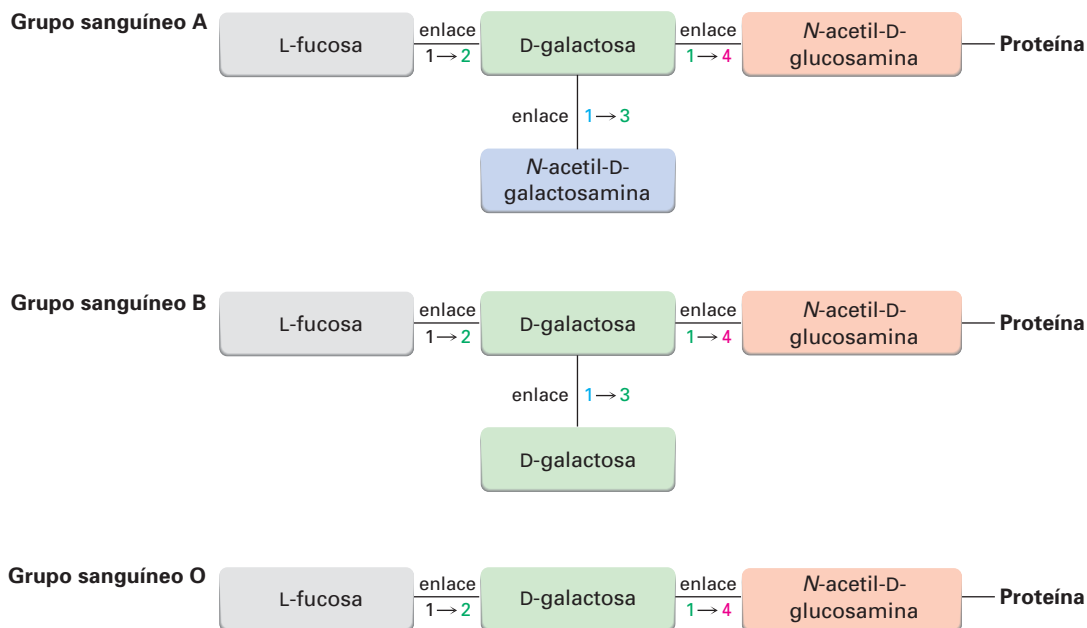 Grupo sanguíneo A
L-fucosa
enlace
1→2
D-galactosa
enlace
1→4
N-acetil-D-
glucosamina
Proteína
enlace 1→3
N-acetil-D-
galactosamina
Grupo sanguíneo B
L-fucosa
enlace
1→2
D-galactosa
enlace
1→4
N-acetil-D-
glucosamina
Proteína
enlace 1→3
D-galactosa
Grupo sanguíneo O
L-fucosa
enlace
1→2
D-galactosa
enlace
1→4
N-acetil-D-
glucosamina
Proteína